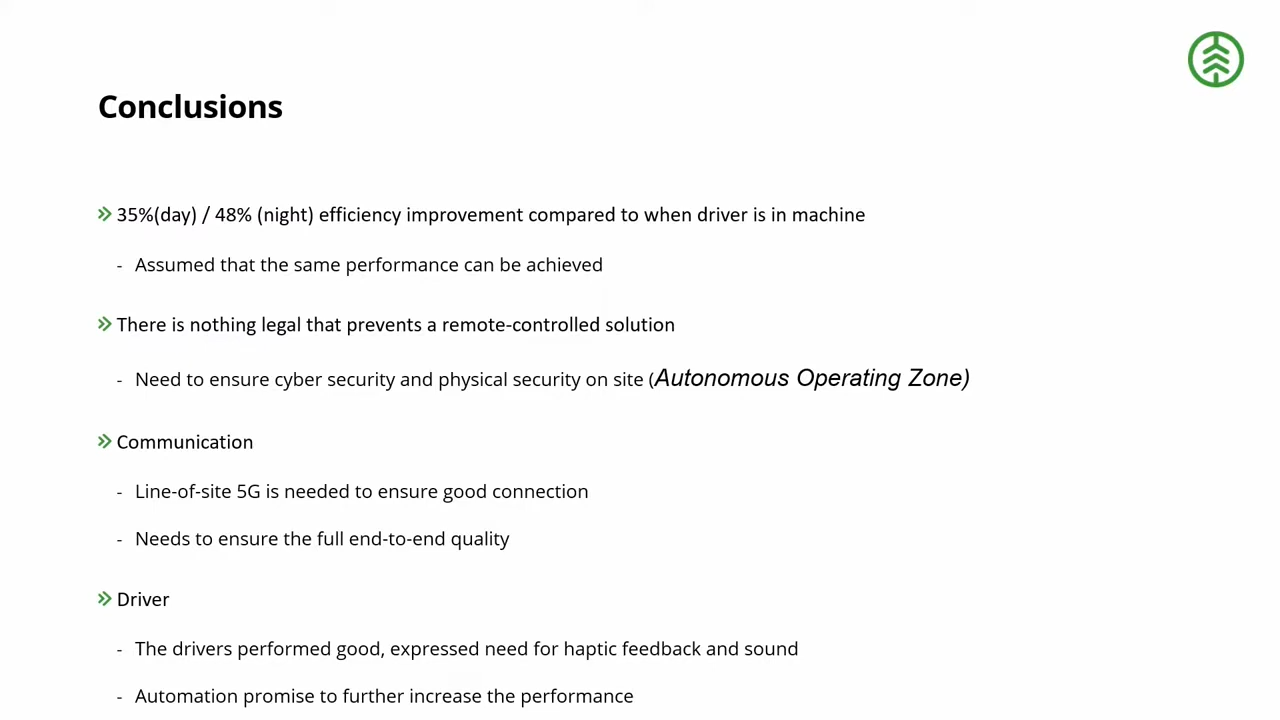 Conclusions
35%(day) / 48% (night) efficiency improvement compared to when driver is in machine
- Assumed that the same performance can be achieved
There is nothing legal that prevents a remote-controlled solution
- Need to ensure cyber security and physical security on site (Autonomous Operating Zone)
Communication
- Line-of-site 5G is needed to ensure good connection
- Needs to ensure the full end-to-end quality
Driver
- The drivers performed good, expressed need for haptic feedback and sound
- Automation promise to further increase the performance